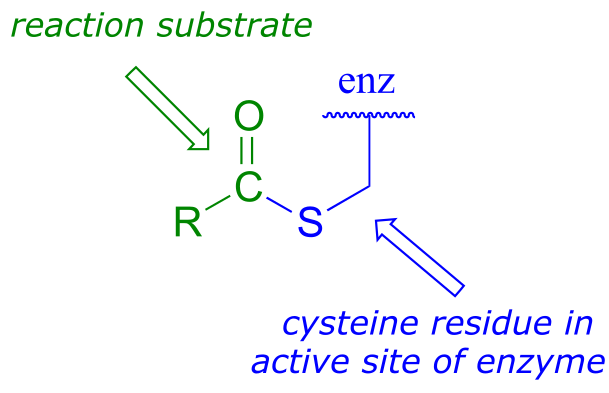 reaction substrate
enz
O
C
R
S
cysteine residue in
active site of enzyme